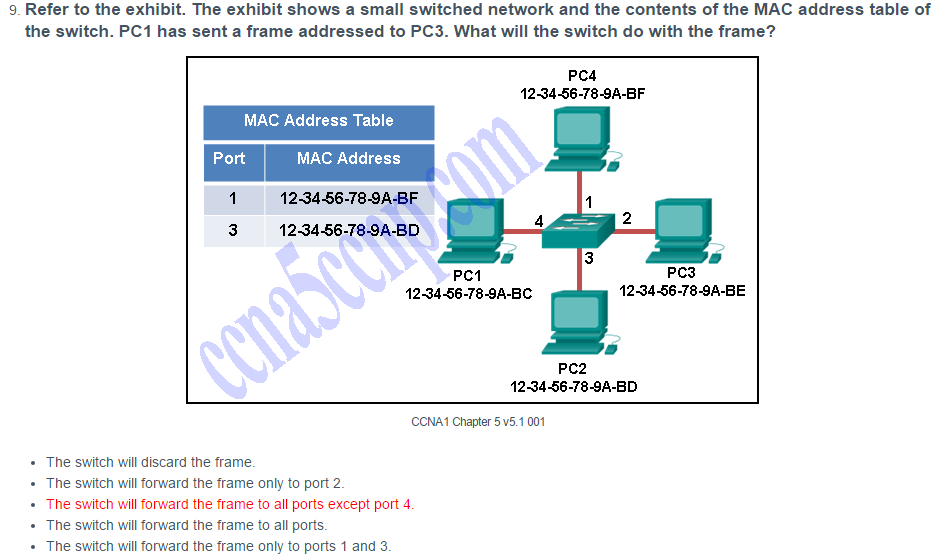 9. Refer to the exhibit. The exhibit shows a small switched network and the contents of the MAC address table of
the switch. PC1 has sent a frame addressed to PC3. What will the switch do with the frame?
PC4
12-34-56-78-9A-BF
MAC Address Table
Port MAC Address
1 12-34-56-78-9A-BF
3 12-34-56-78-9A-BD
1
4
2
3
PC1
12-34-56-78-9A-BC
PC3
12-34-56-78-9A-BE
PC2
12-34-56-78-9A-BD
ccna5ccnp.com
CCNA1 Chapter 5 v5.1 001
• The switch will discard the frame.
• The switch will forward the frame only to port 2.
• The switch will forward the frame to all ports except port 4.
• The switch will forward the frame to all ports.
• The switch will forward the frame only to ports 1 and 3.